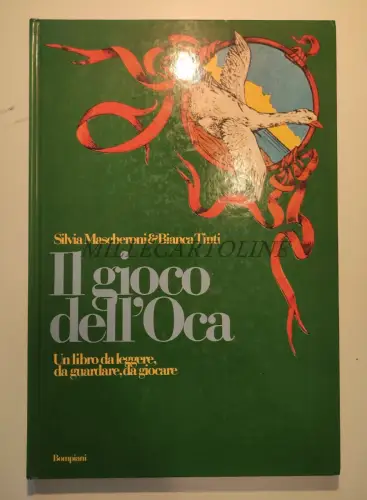 Silvia Mascheroni & Bianca Tinti
MILLECARTOLINE
Il gioco
dell'Oca
Un libro da leggere,
da guardare, da giocare
Bompiani